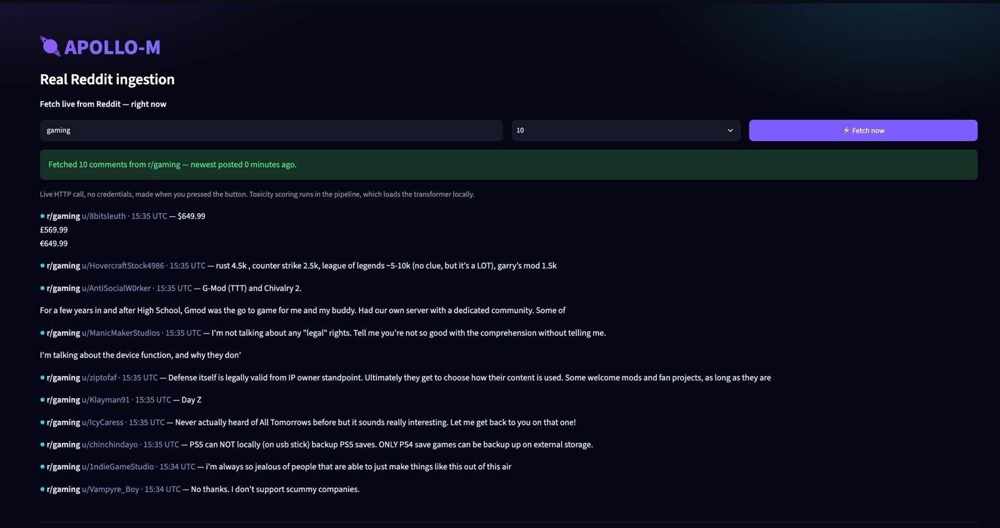 APOLLO-M
Real Reddit ingestion
Fetch live from Reddit — right now
gaming
10
⚡ Fetch now
Fetched 10 comments from r/gaming — newest posted 0 minutes ago.
Live HTTP call, no credentials, made when you pressed the button. Toxicity scoring runs in the pipeline, which loads the transformer locally.
r/gaming u/8bitsleuth · 15:35 UTC — $649.99
£569.99
€649.99
r/gaming u/HovercraftStock4986 · 15:35 UTC — rust 4.5k , counter strike 2.5k, league of legends ~5-10k (no clue, but it’s a LOT), garry’s mod 1.5k
r/gaming u/AntiSocialW0rker · 15:35 UTC — G-Mod (TTT) and Chivalry 2.
For a few years in and after High School, Gmod was the go to game for me and my buddy. Had our own server with a dedicated community. Some of
r/gaming u/ManicMakerStudios · 15:35 UTC — I'm not talking about any "legal" rights. Tell me you're not so good with the comprehension without telling me.
I'm talking about the device function, and why they don'
r/gaming u/ziptofaf · 15:35 UTC — Defense itself is legally valid from IP owner standpoint. Ultimately they get to choose how their content is used. Some welcome mods and fan projects, as long as they are
r/gaming u/Klayman91 · 15:35 UTC — Day Z
r/gaming u/IcyCaress · 15:35 UTC — Never actually heard of All Tomorrows before but it sounds really interesting. Let me get back to you on that one!
r/gaming u/chinchindayo · 15:35 UTC — PS5 can NOT locally (on usb stick) backup PS5 saves. ONLY PS4 save games can be backup up on external storage.
r/gaming u/1ndieGameStudio · 15:34 UTC — i’m always so jealous of people that are able to just make things like this out of this air
r/gaming u/Vampyre_Boy · 15:34 UTC — No thanks. I don't support scummy companies.